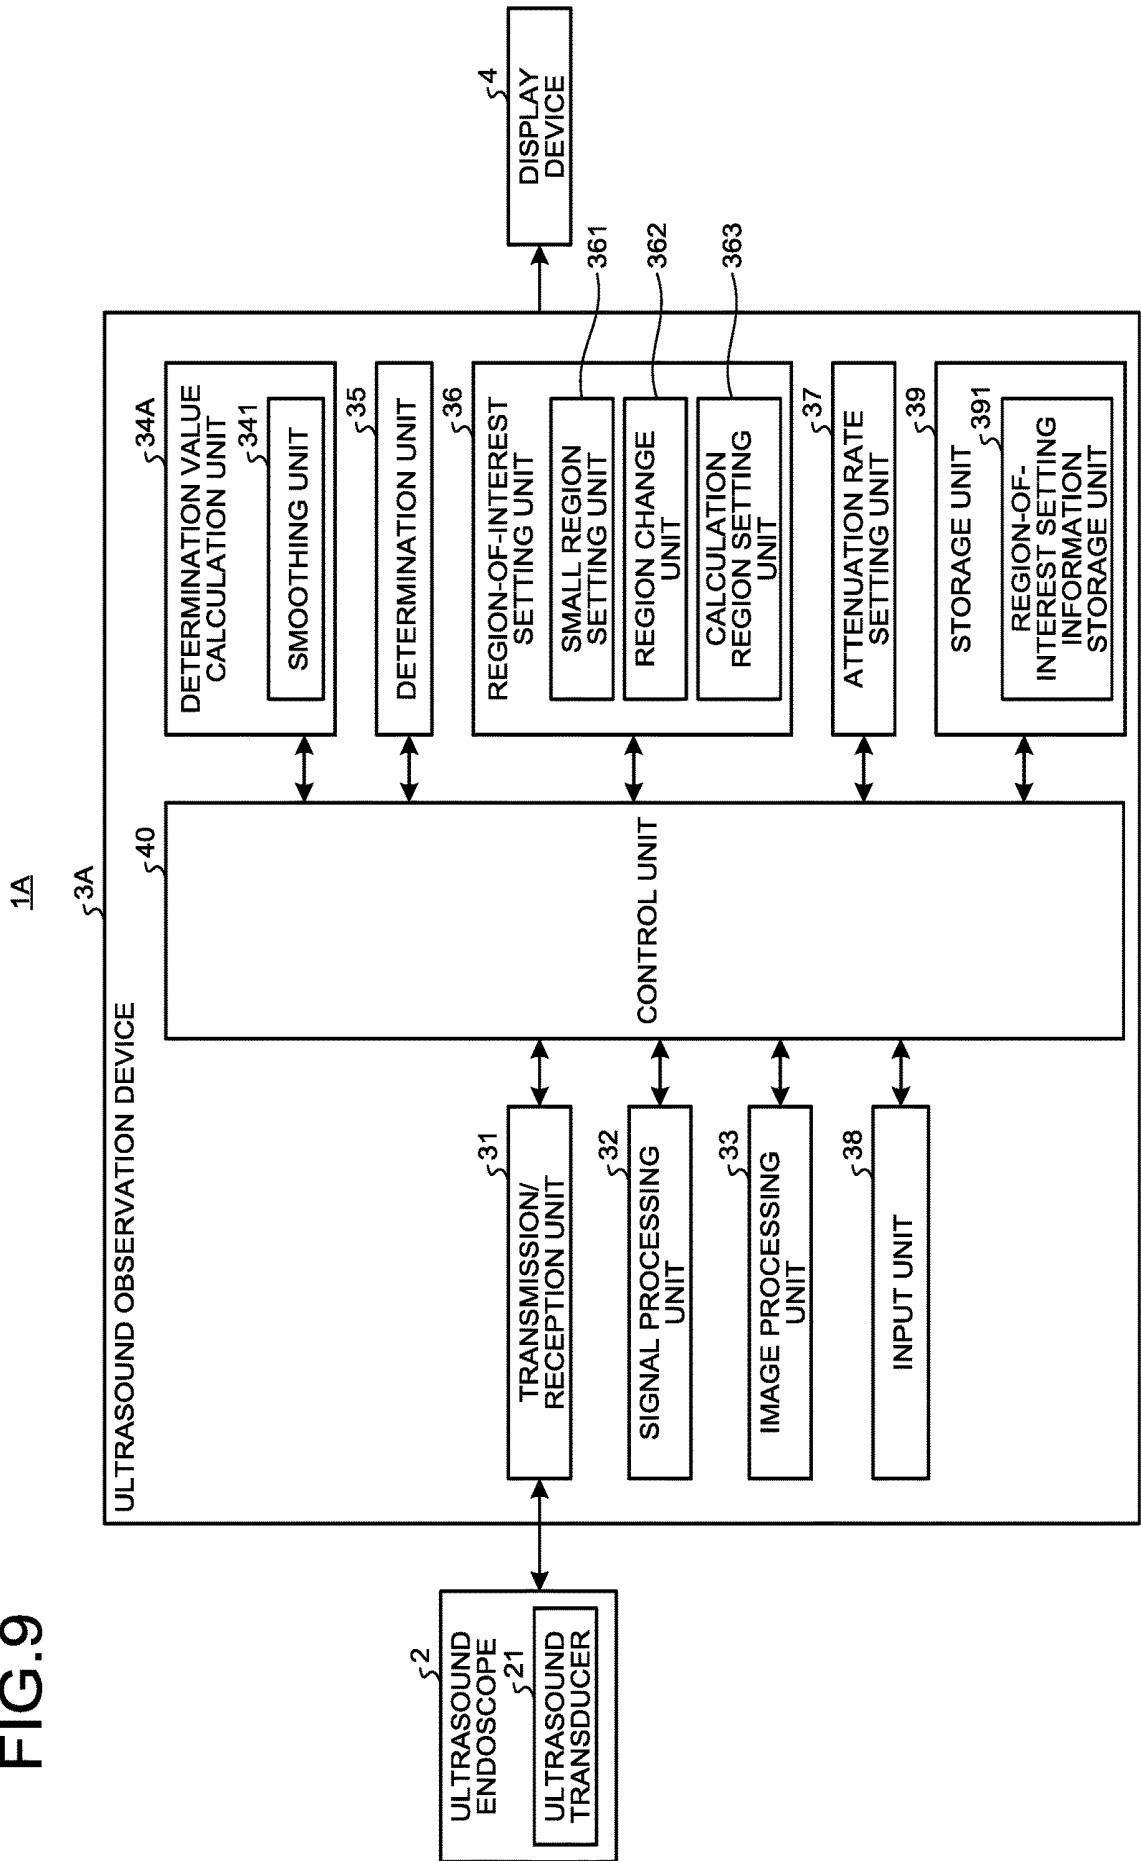 FIG.9
1A
3A
ULTRASOUND OBSERVATION DEVICE
2
ULTRASOUND
ENDOSCOPE
21
ULTRASOUND
TRANSDUCER
31
TRANSMISSION/
RECEPTION UNIT
32
SIGNAL PROCESSING
UNIT
33
IMAGE PROCESSING
UNIT
38
INPUT UNIT
40
CONTROL UNIT
34A
DETERMINATION VALUE
CALCULATION UNIT
341
SMOOTHING UNIT
35
DETERMINATION UNIT
36
REGION-OF-INTEREST
SETTING UNIT
SMALL REGION
SETTING UNIT
361
REGION CHANGE
UNIT
362
CALCULATION
REGION SETTING
UNIT
363
37
ATTENUATION RATE
SETTING UNIT
39
STORAGE UNIT
391
REGION-OF-
INTEREST SETTING
INFORMATION
STORAGE UNIT
4
DISPLAY
DEVICE